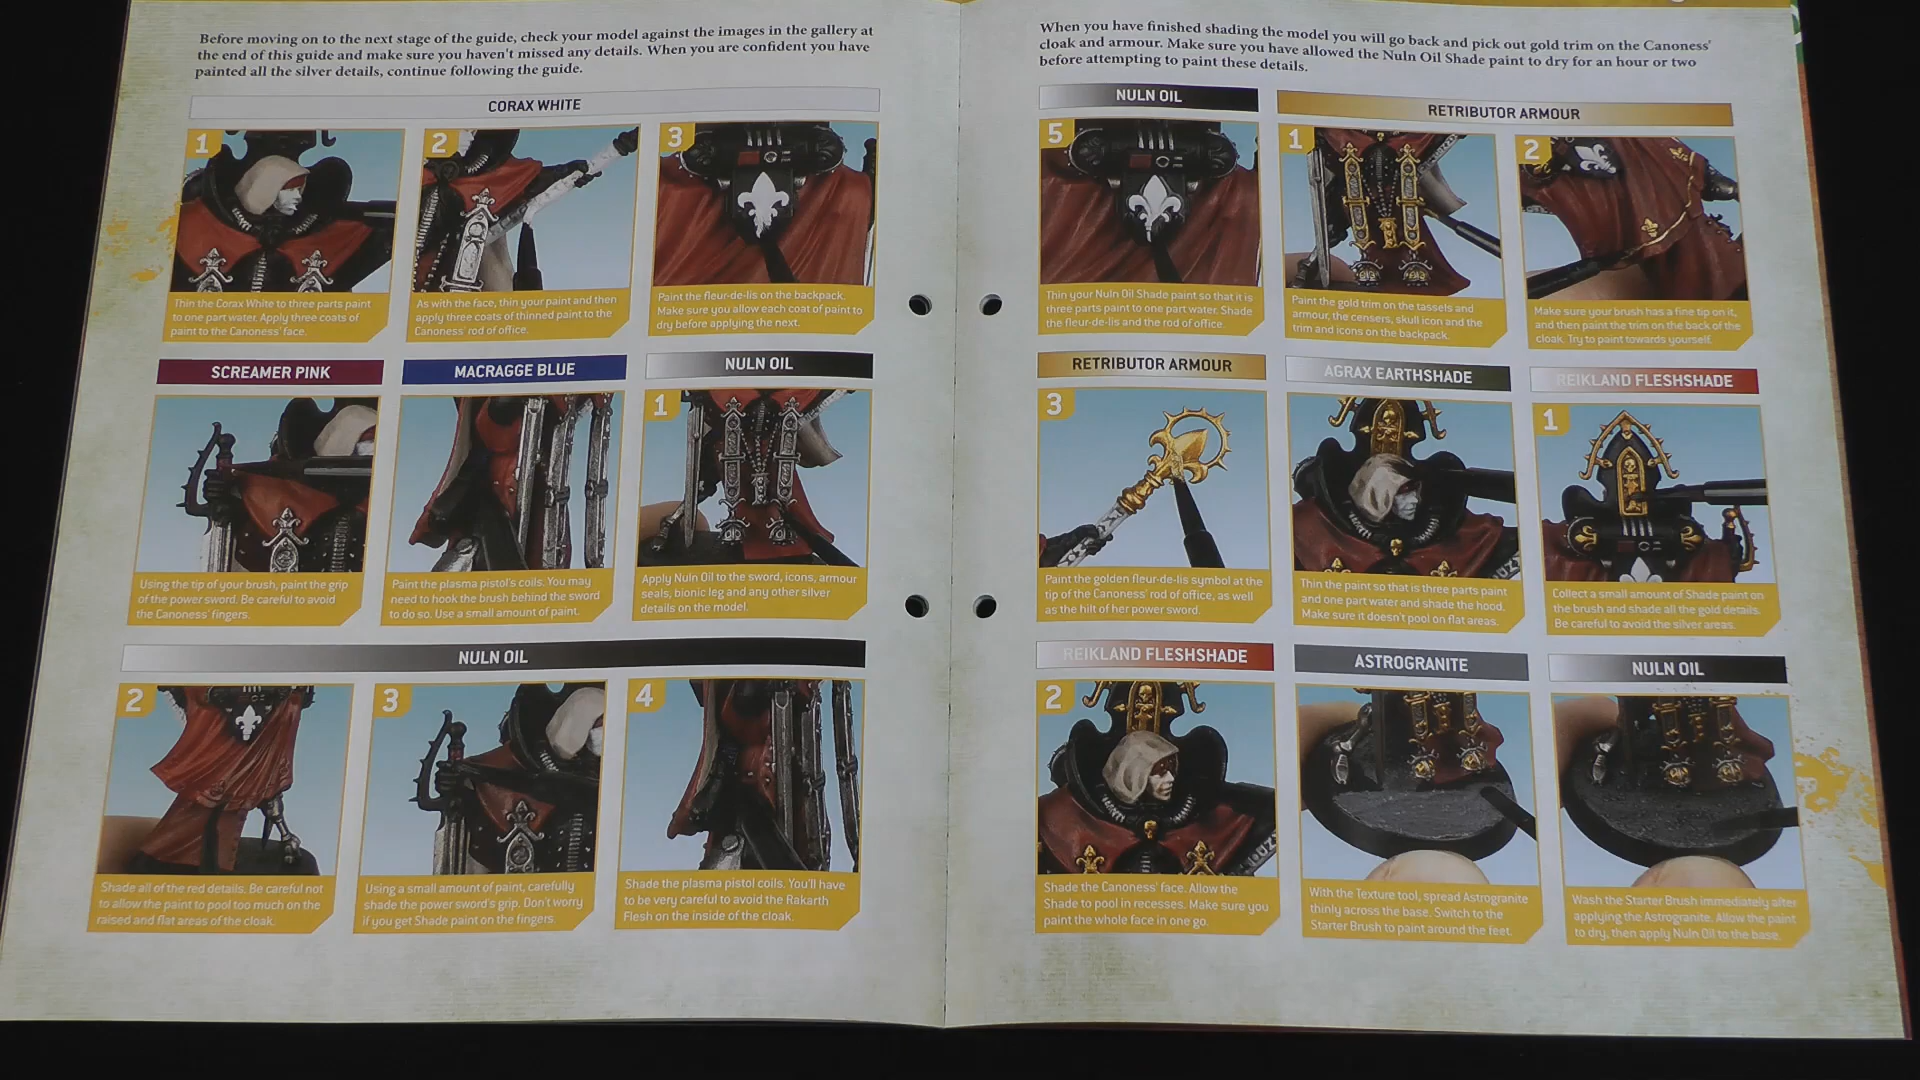 Before moving on to the next stage of the guide, check your model against the images in the gallery at
the end of this guide and make sure you haven't missed any details. When you are confident you have
painted all the silver details, continue following the guide.
CORAX WHITE
1
2
3
Thin the Corax White to three parts paint
to one part water. Apply three coats of
paint to the Canoness' face.
As with the face, thin your paint and then
apply three coats of thinned paint to the
Canoness' rod of office.
Paint the fleur-de-lis on the backpack.
Make sure you allow each coat of paint to
dry before applying the next.
SCREAMER PINK
MACRAGGE BLUE
NULN OIL
1
Using the tip of your brush, paint the grip
of the power sword. Be careful to avoid
the Canoness' fingers.
Paint the plasma pistol's coils. You may
need to hook the brush behind the sword
to do so. Use a small amount of paint.
Apply Nuln Oil to the sword, icons, armour
seals, bionic leg and any other silver
details on the model.
NULN OIL
2
3
4
Shade all of the red details. Be careful not
to allow the paint to pool too much on the
raised and flat areas of the cloak.
Using a small amount of paint, carefully
shade the power sword's grip. Don't worry
if you get Shade paint on the fingers.
Shade the plasma pistol coils. You'll have
to be very careful to avoid the Rakarth
Flesh on the inside of the cloak.
When you have finished shading the model you will go back and pick out gold trim on the Canoness'
cloak and armour. Make sure you have allowed the Nuln Oil Shade paint to dry for an hour or two
before attempting to paint these details.
NULN OIL
RETRIBUTOR ARMOUR
5
1
2
Thin your Nuln Oil Shade paint so that it is
three parts paint to one part water. Shade
the fleur-de-lis and the rod of office.
Paint the gold trim on the tassels and
armour, the censers, skull icon and the
trim and icons on the backpack.
Make sure your brush has a fine tip on it,
and then paint the trim on the back of the
cloak. Try to paint towards yourself.
RETRIBUTOR ARMOUR
AGRAX EARTHSHADE
REIKLAND FLESHSHADE
3
1
Paint the golden fleur-de-lis symbol at the
tip of the Canoness' rod of office, as well
as the hilt of her power sword.
Thin the paint so that is three parts paint
and one part water and shade the hood.
Make sure it doesn't pool on flat areas.
Collect a small amount of Shade paint on
the brush and shade all the gold details.
Be careful to avoid the silver areas.
REIKLAND FLESHSHADE
ASTROGRANITE
NULN OIL
2
Shade the Canoness' face. Allow the
Shade to pool in recesses. Make sure you
paint the whole face in one go.
With the Texture tool, spread Astrogranite
thinly across the base. Switch to the
Starter Brush to paint around the feet.
Wash the Starter Brush immediately after
applying the Astrogranite. Allow the paint
to dry, then apply Nuln Oil to the base.